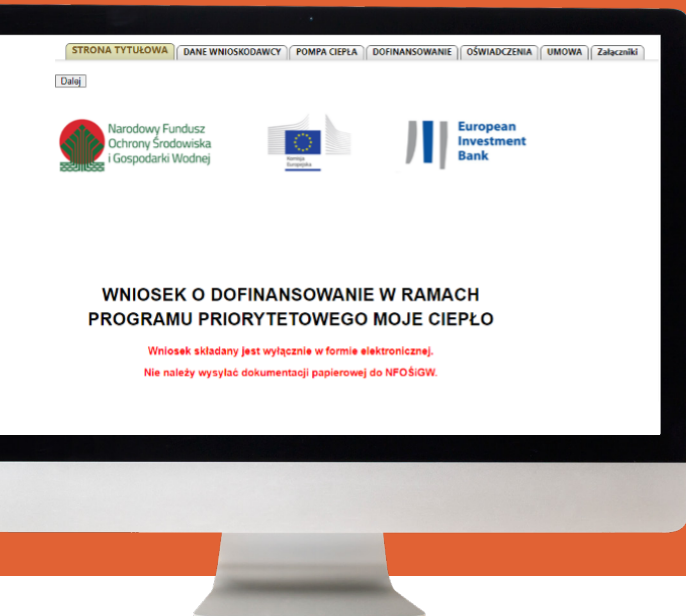 STRONA TYTUŁOWA DANE WNIOSKODAWCY POMPA CIEPŁA DOFINANSOWANIE OŚWIADCZENIA UMOWA Załączniki
Dalej
Narodowy Fundusz
Ochrony Środowiska
i Gospodarki Wodnej
Komisja
Europejska
European
Investment
Bank
WNIOSEK O DOFINANSOWANIE W RAMACH
PROGRAMU PRIORYTETOWEGO MOJE CIEPŁO
Wniosek składany jest wyłącznie w formie elektronicznej.
Nie należy wysyłać dokumentacji papierowej do NFOŚiGW.